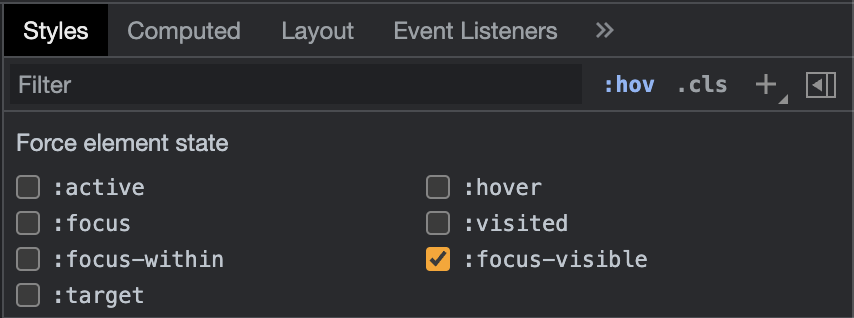 Styles Computed Layout Event Listeners »
Filter :hov .cls +
Force element state
:active :hover
:focus :visited
:focus-within :focus-visible
:target